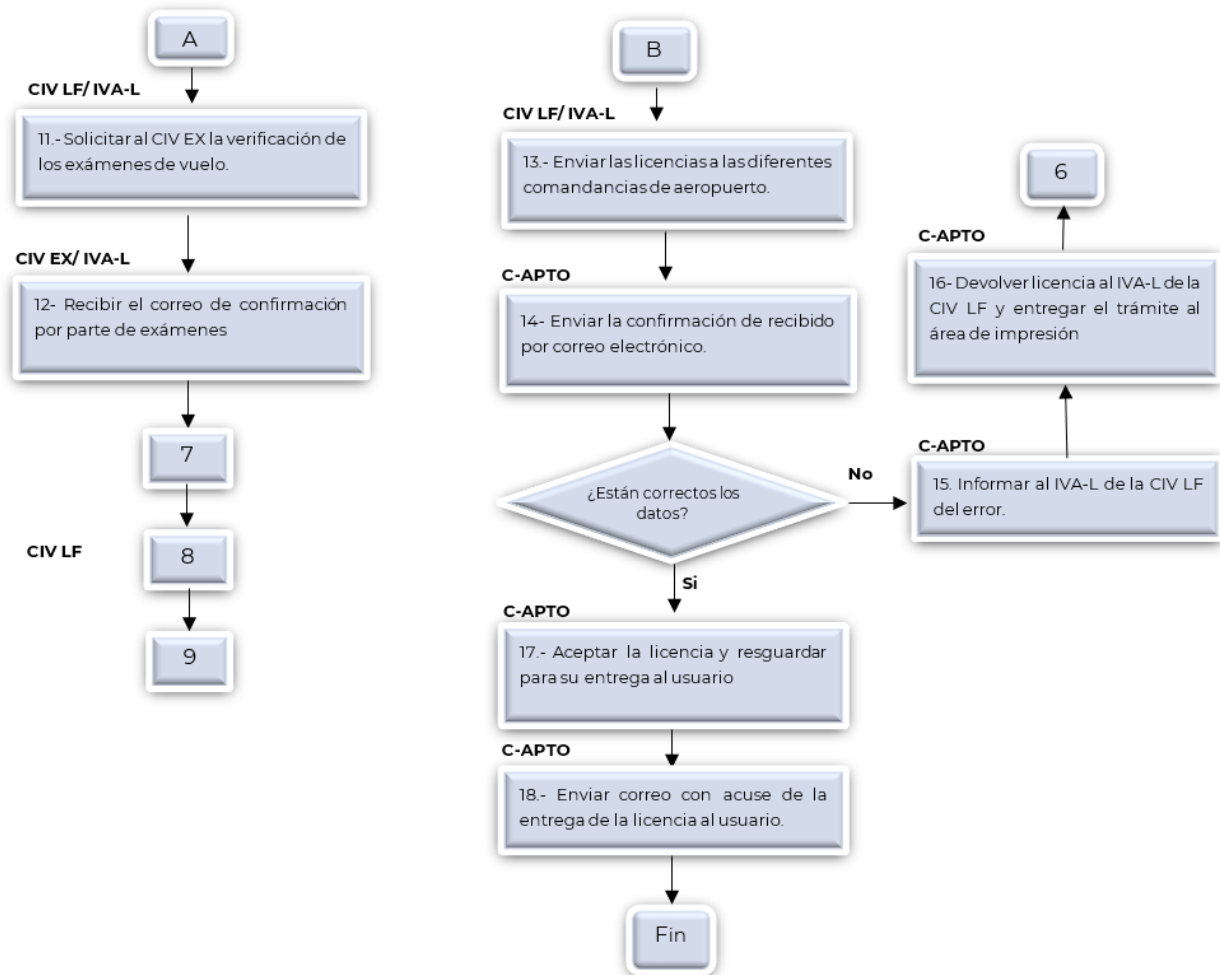 A
CIV LF/ IVA-L
11.- Solicitar al CIV EX la verificación de
los exámenes de vuelo.
CIV EX/ IVA-L
12- Recibir el correo de confirmación
por parte de exámenes
7
CIV LF
8
9
B
CIV LF/ IVA-L
13.- Enviar las licencias a las diferentes
comandancias de aeropuerto.
C-APTO
14- Enviar la confirmación de recibido
por correo electrónico.
¿Están correctos los
datos?
No
Si
C-APTO
15. Informar al IVA-L de la CIV LF
del error.
C-APTO
16- Devolver licencia al IVA-L de la
CIV LF y entregar el trámite al
área de impresión
6
C-APTO
17.- Aceptar la licencia y resguardar
para su entrega al usuario
C-APTO
18.- Enviar correo con acuse de la
entrega de la licencia al usuario.
Fin